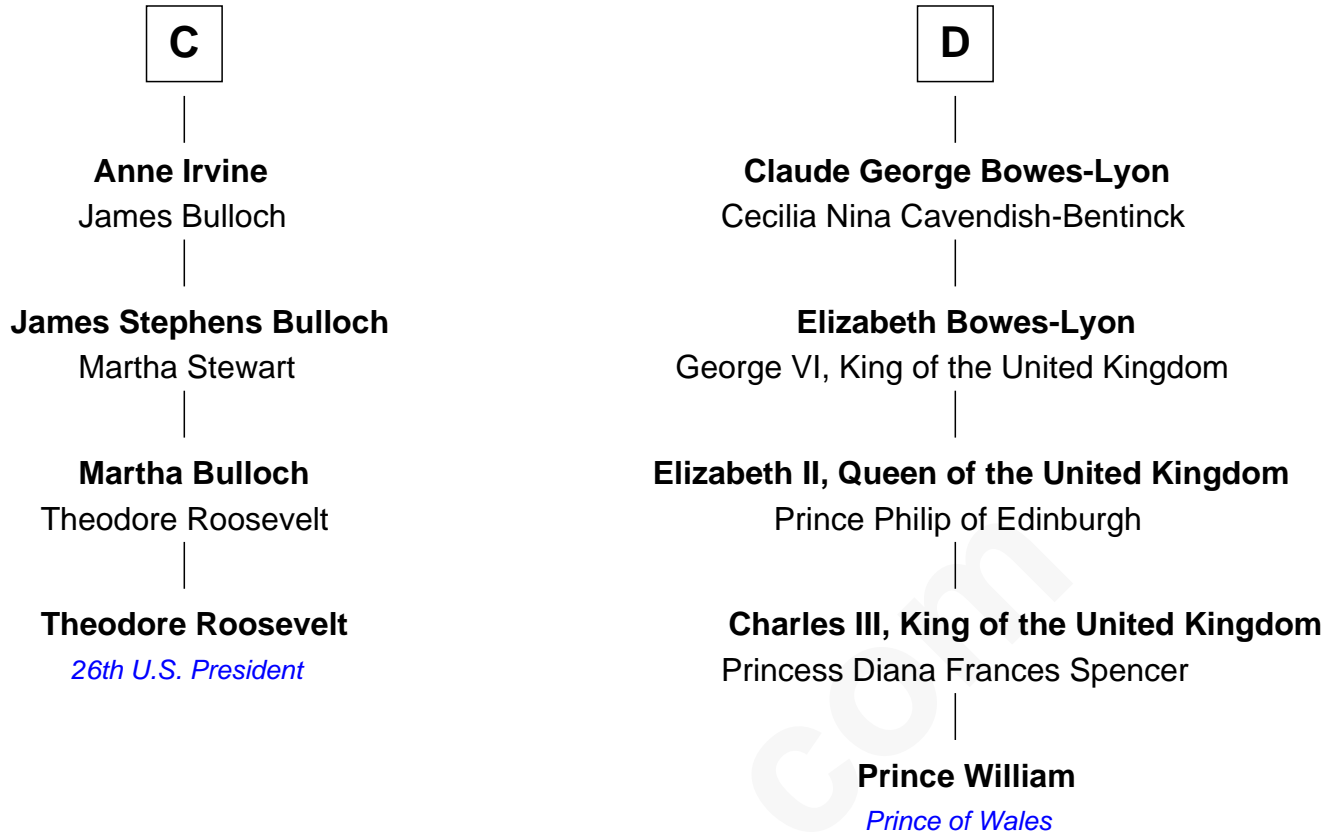 C
Anne Irvine
James Bulloch
James Stephens Bulloch
Martha Stewart
Martha Bulloch
Theodore Roosevelt
Theodore Roosevelt
26th U.S. President
D
Claude George Bowes-Lyon
Cecilia Nina Cavendish-Bentinck
Elizabeth Bowes-Lyon
George VI, King of the United Kingdom
Elizabeth II, Queen of the United Kingdom
Prince Philip of Edinburgh
Charles III, King of the United Kingdom
Princess Diana Frances Spencer
Prince William
Prince of Wales
com